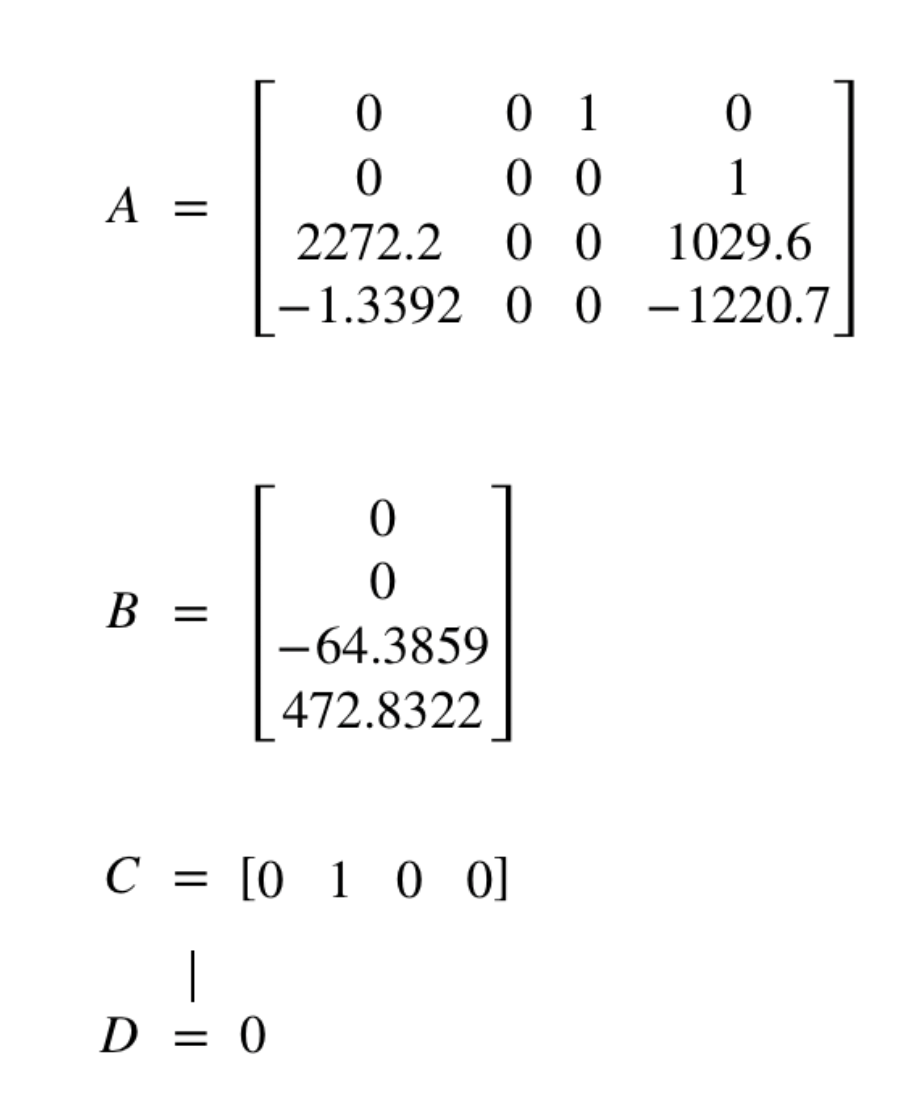 A = [ 0 0 1 0
0 0 0 1
2272.2 0 0 1029.6
−1.3392 0 0 −1220.7 ]
B = [ 0
0
−64.3859
472.8322 ]
C = [0 1 0 0]
|
D = 0